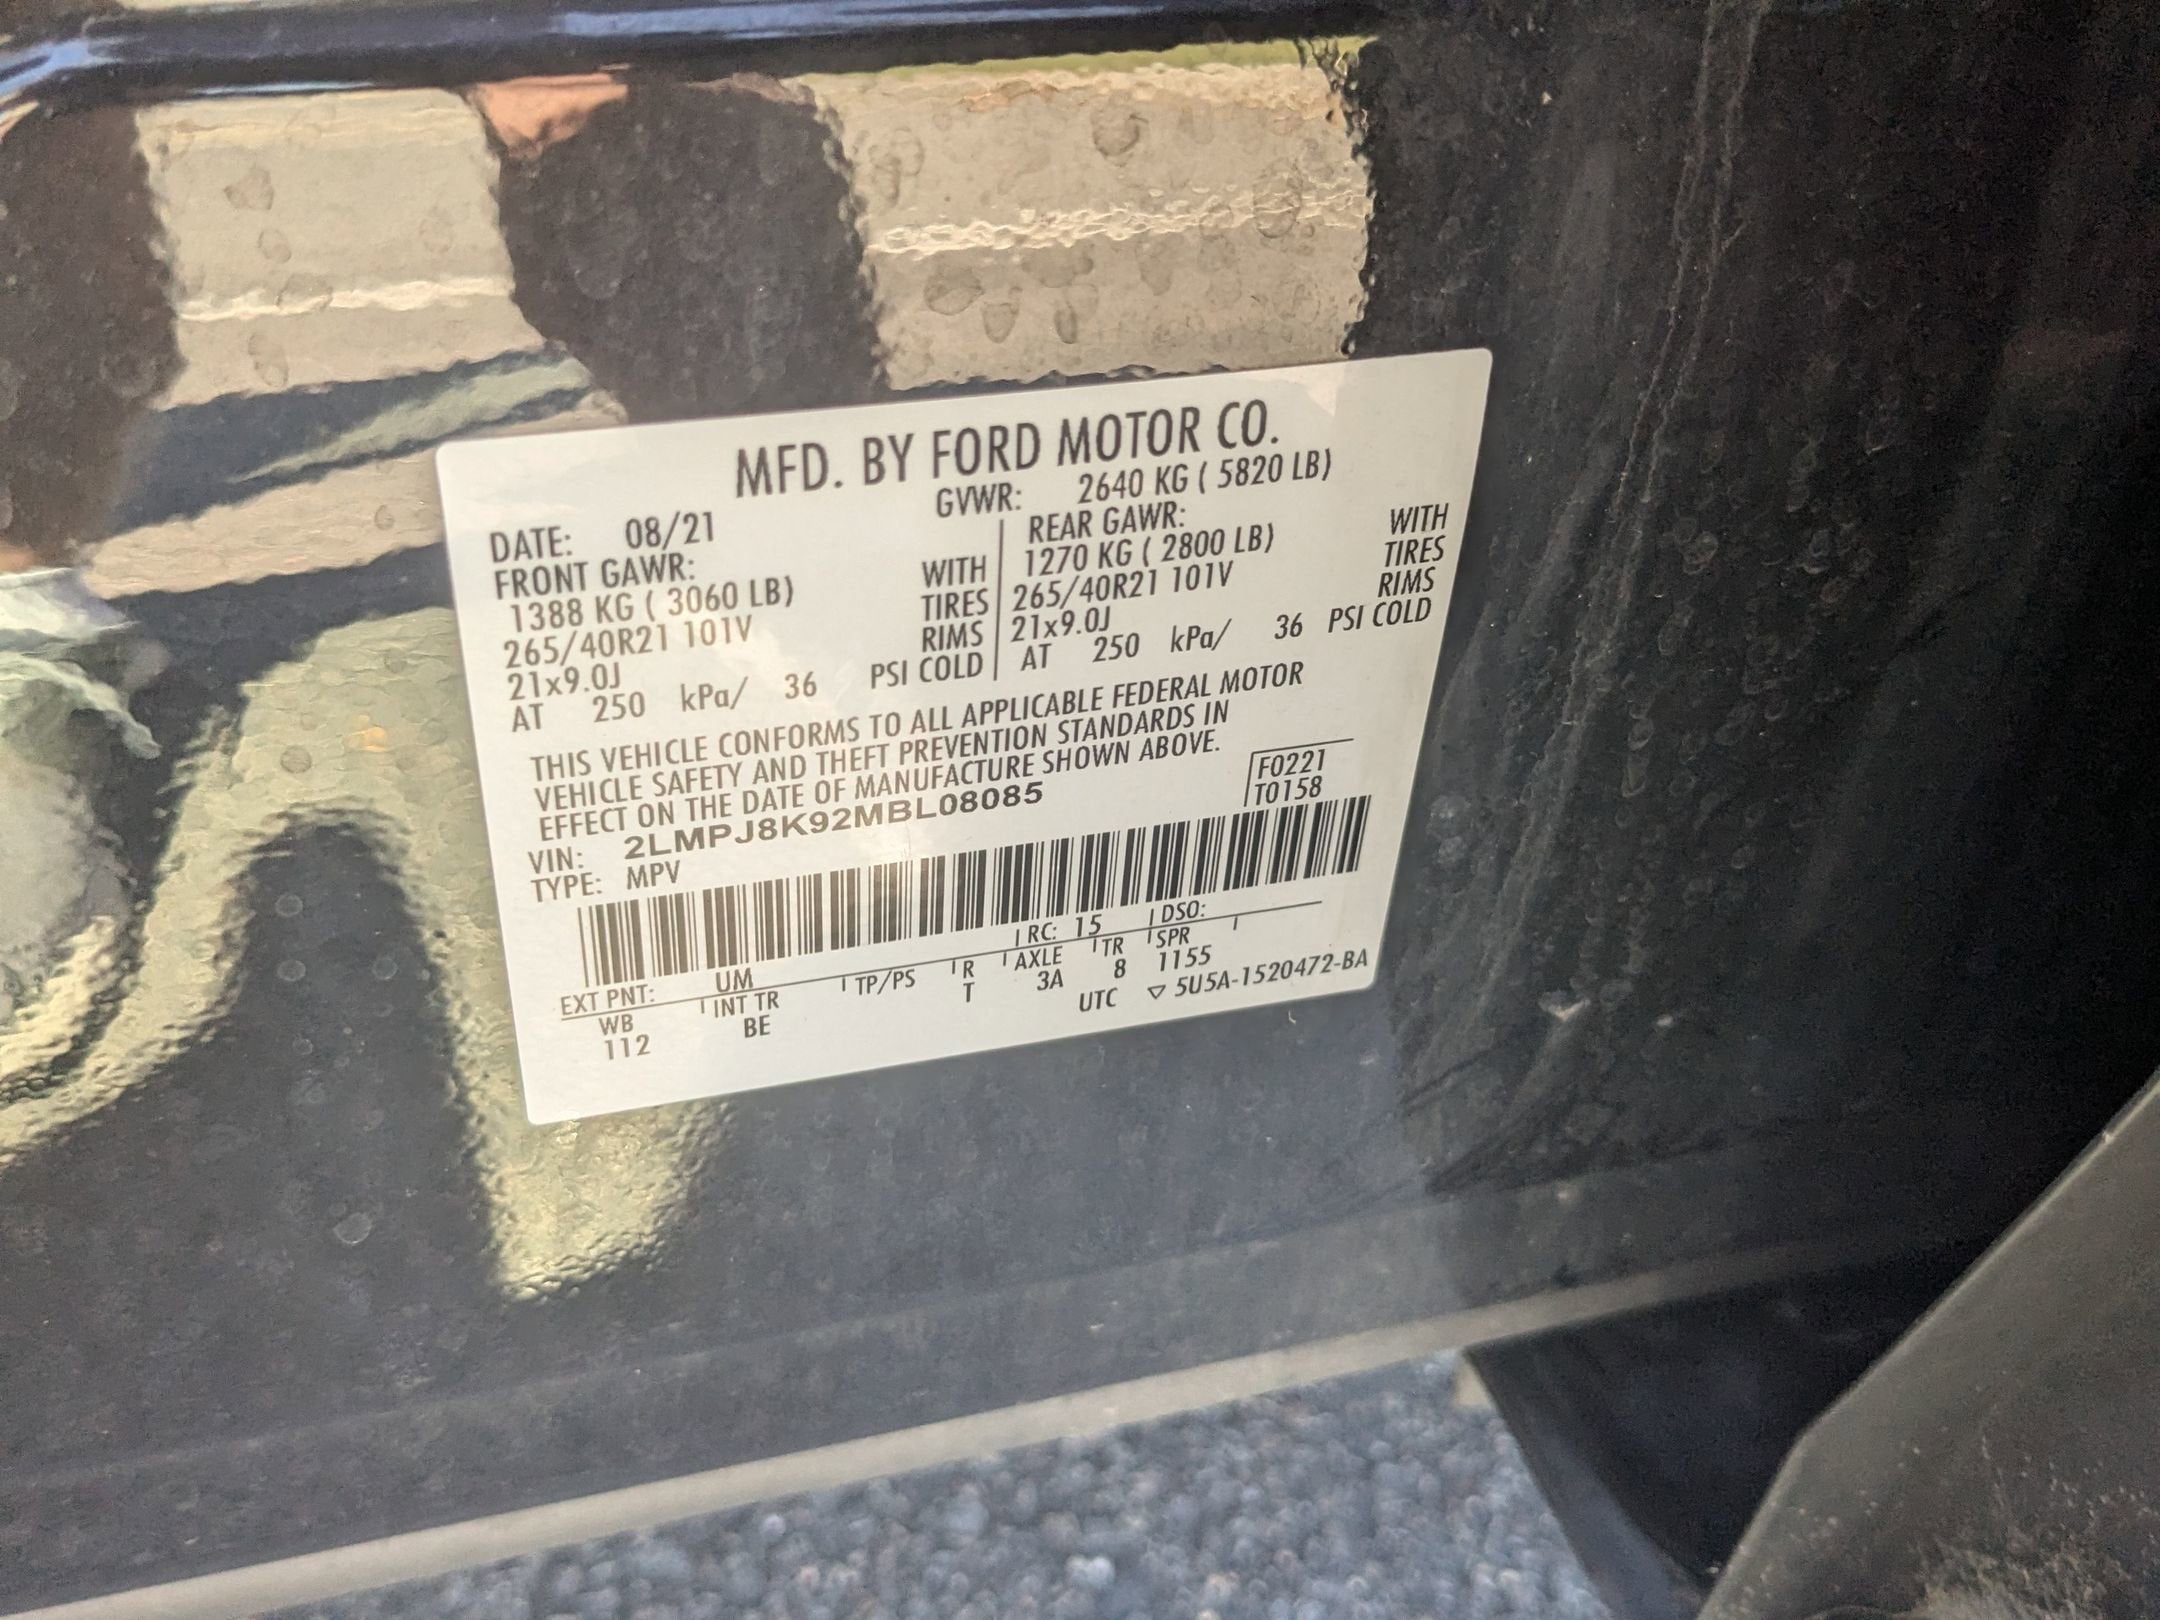 MFD. BY FORD MOTOR CO.
DATE: 08/21 GVWR: 2640 KG ( 5820 LB)
FRONT GAWR: REAR GAWR:
1388 KG ( 3060 LB) WITH 1270 KG ( 2800 LB) WITH
265/40R21 101V TIRES 265/40R21 101V TIRES
21x9.0J RIMS 21x9.0J RIMS
AT 250 kPa/ 36 PSI COLD AT 250 kPa/ 36 PSI COLD
THIS VEHICLE CONFORMS TO ALL APPLICABLE FEDERAL MOTOR
VEHICLE SAFETY AND THEFT PREVENTION STANDARDS IN
EFFECT ON THE DATE OF MANUFACTURE SHOWN ABOVE.
VIN: 2LMPJ8K92MBL08085 F0221
TYPE: MPV T0158
EXT PNT: UM RC: 15 DSO:
WB INT TR TP/PS R AXLE TR SPR
112 BE T 3A 8 1155
UTC ▽ 5U5A-1520472-BA